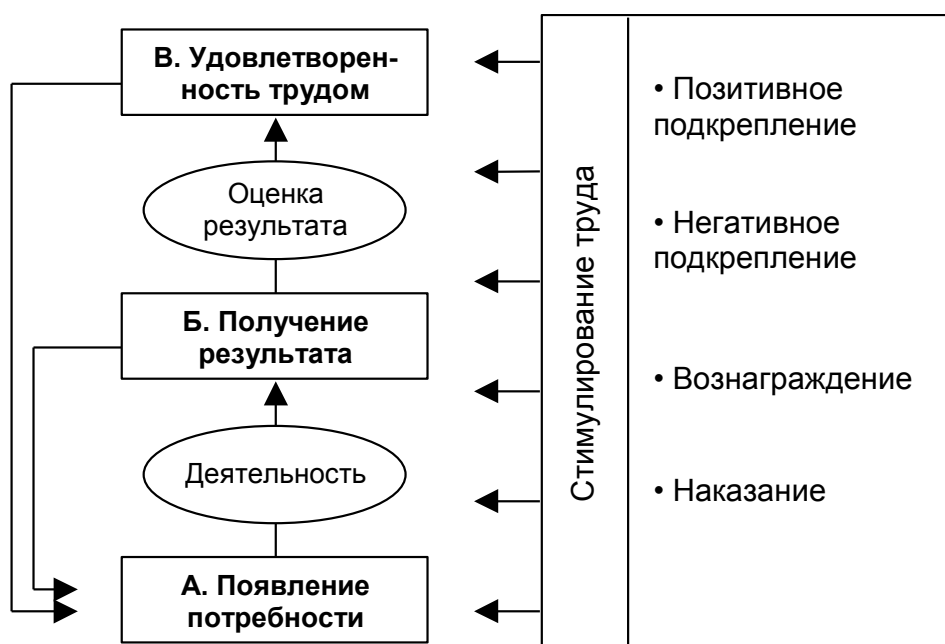 В. Удовлетворен-
ность трудом
Оценка
результата
Б. Получение
результата
Деятельность
А. Появление
потребности
Стимулирование труда
• Позитивное
подкрепление
• Негативное
подкрепление
• Вознаграждение
• Наказание